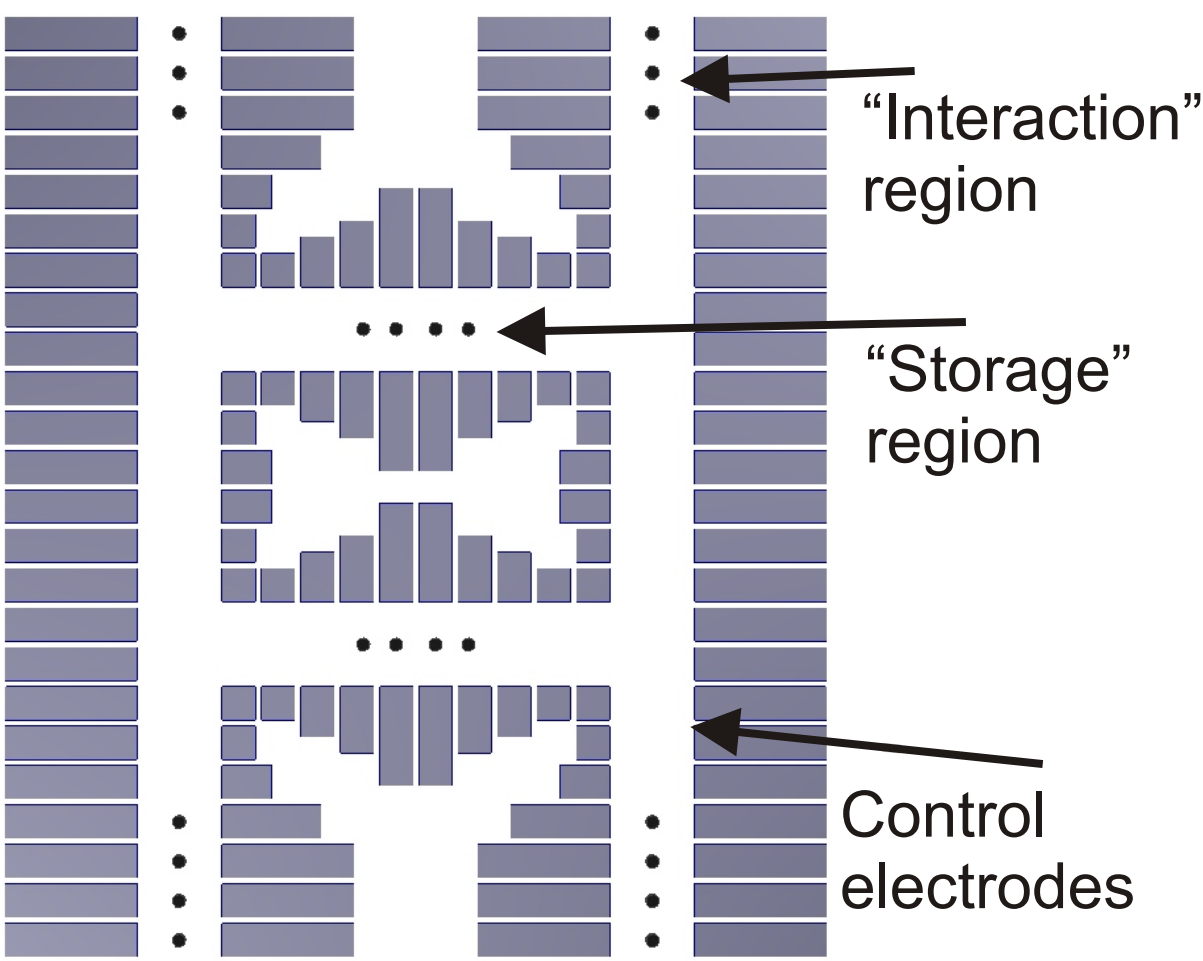 “Interaction”
region
“Storage”
region
Control
electrodes